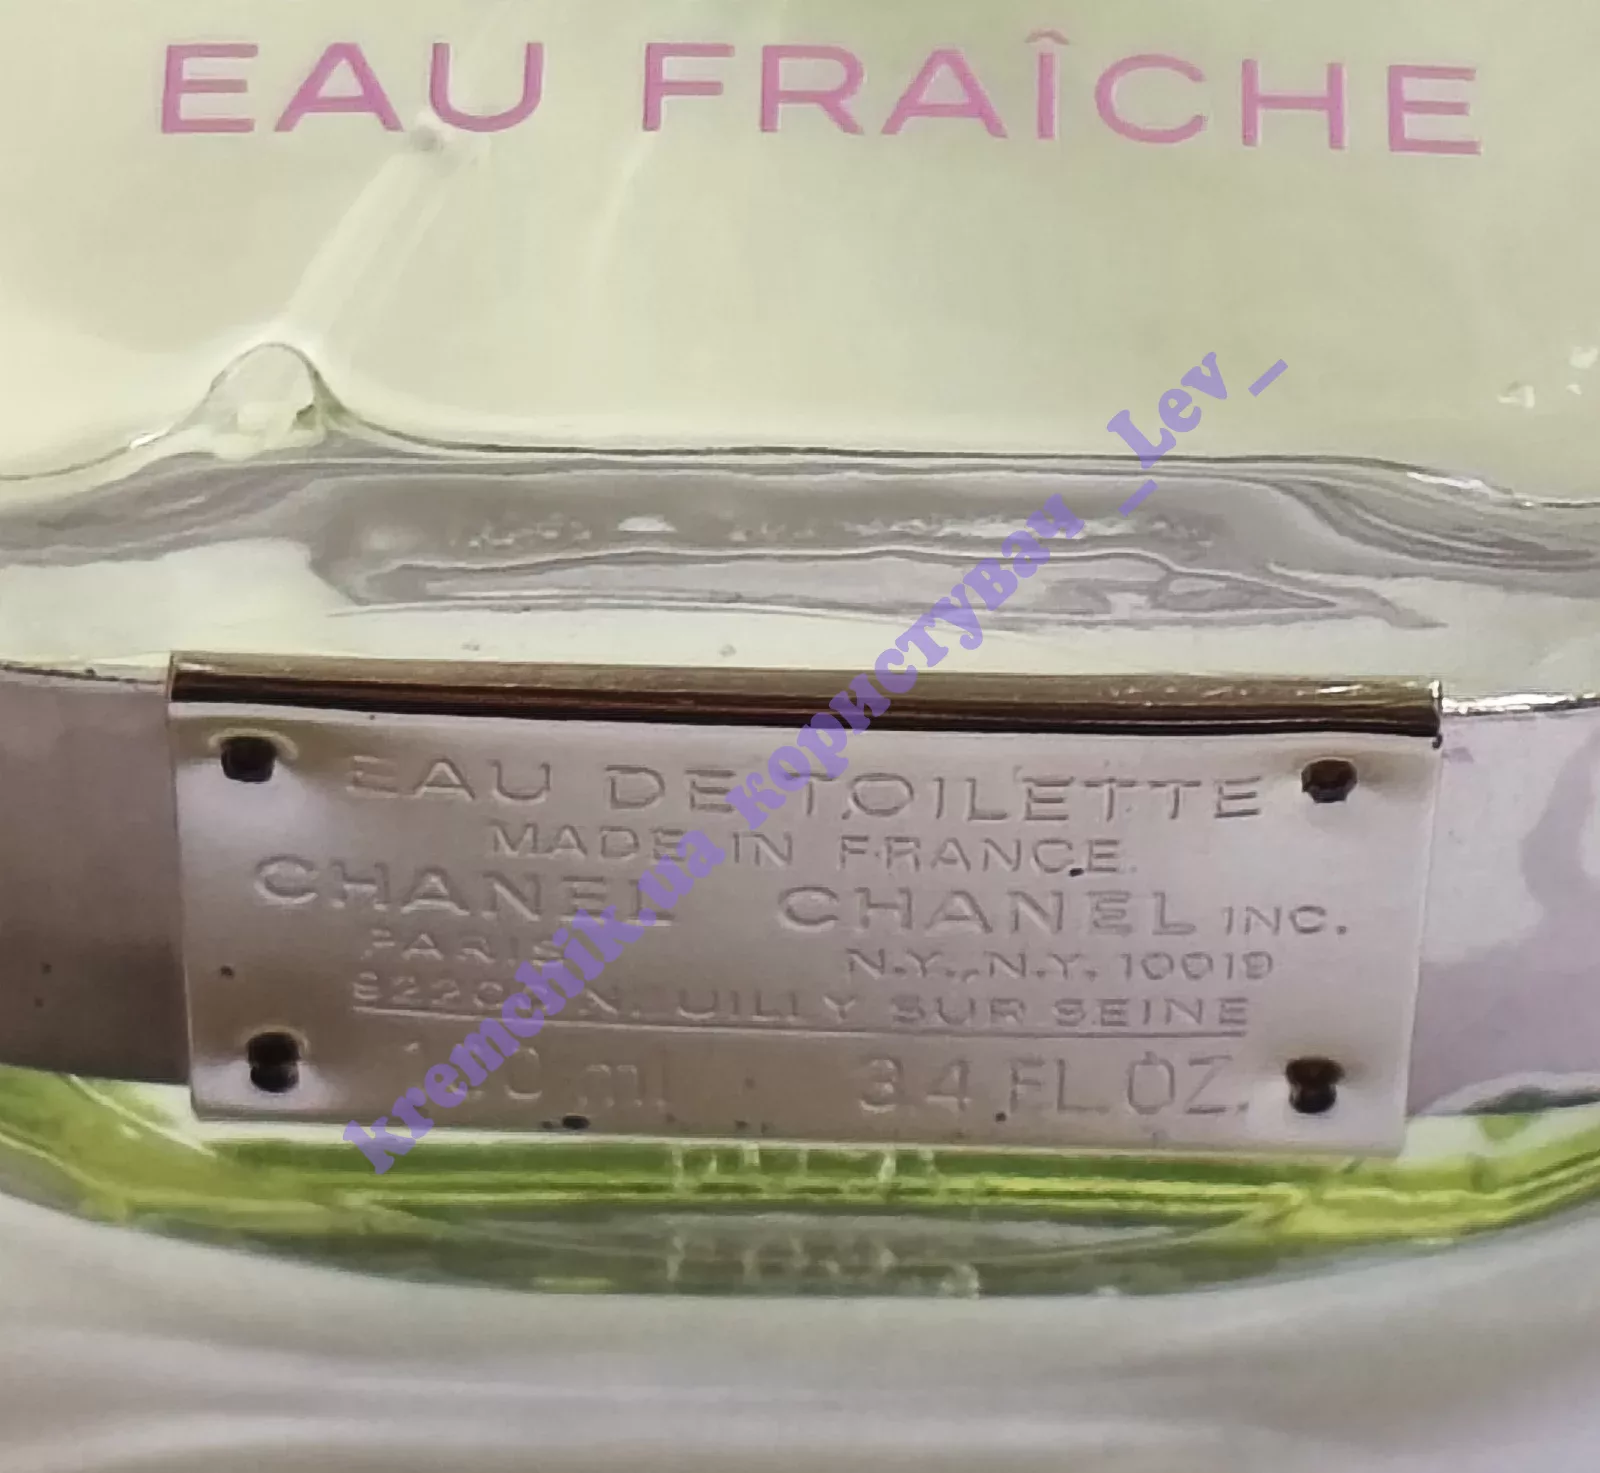 EAU FRAÎCHE
EAU DE TOILETTE
MADE IN FRANCE
CHANEL CHANEL INC.
PARIS N.Y., N.Y. 10019
SUR SEINE
ml 3.4 FL. OZ.
kremchik.ua користувач _Lev_